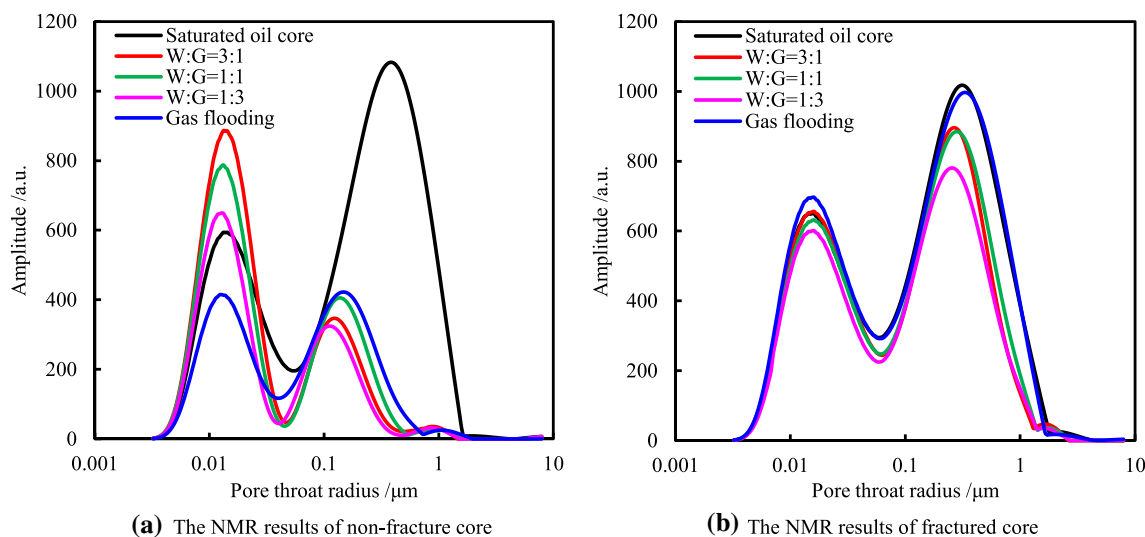 1200
1000
800
600
400
200
0
Amplitude /a.u.
Saturated oil core
W:G=3:1
W:G=1:1
W:G=1:3
Gas flooding
0.001 0.01 0.1 1 10
Pore throat radius /μm
(a) The NMR results of non-fracture core
1200
1000
800
600
400
200
0
Amplitude /a.u.
Saturated oil core
W:G=3:1
W:G=1:1
W:G=1:3
Gas flooding
0.001 0.01 0.1 1 10
Pore throat radius /μm
(b) The NMR results of fractured core